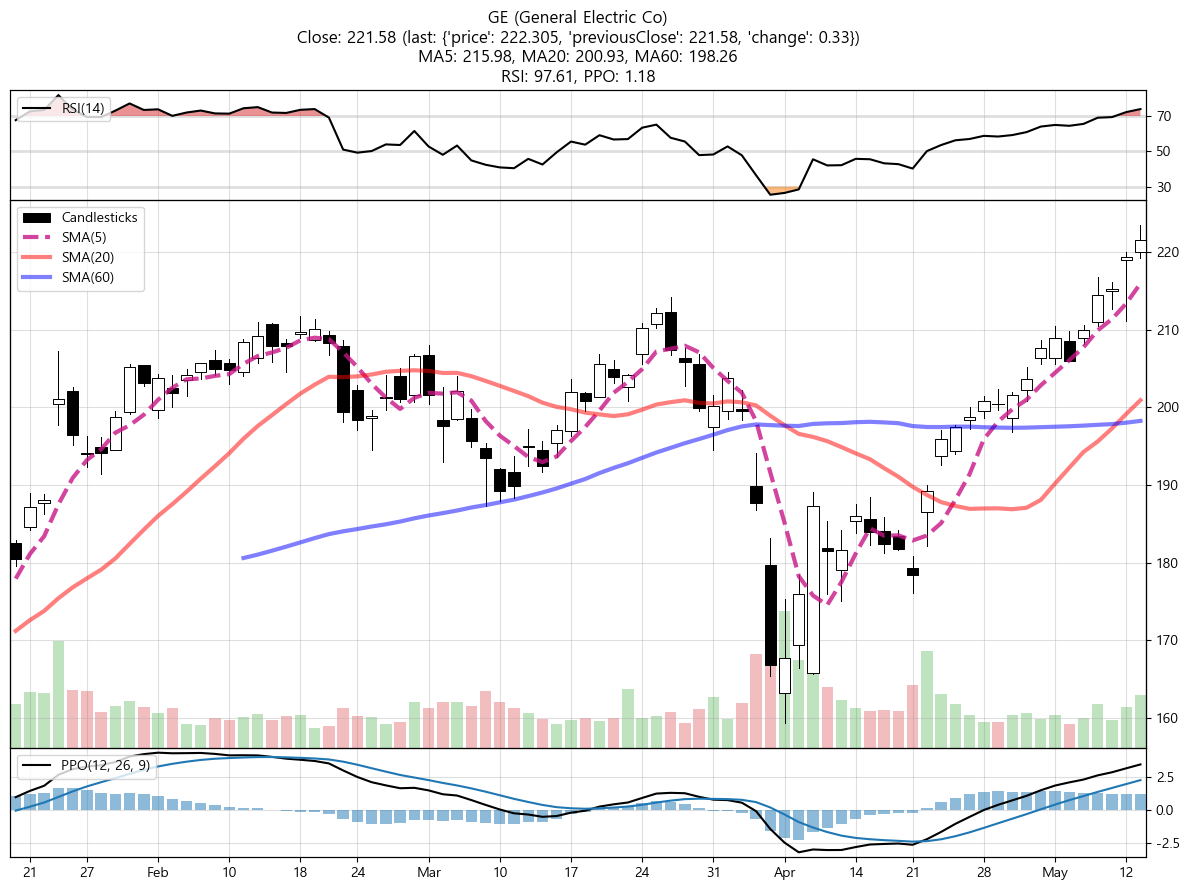 GE (General Electric Co)
Close: 221.58 (last: {'price': 222.305, 'previousClose': 221.58, 'change': 0.33})
MA5: 215.98, MA20: 200.93, MA60: 198.26
RSI: 97.61, PPO: 1.18
RSI(14)
70
50
30
Candlesticks
SMA(5)
SMA(20)
SMA(60)
220
210
200
190
180
170
160
PPO(12, 26, 9)
2.5
0.0
-2.5
21 27 Feb 10 18 24 Mar 10 17 24 31 Apr 14 21 28 May 12